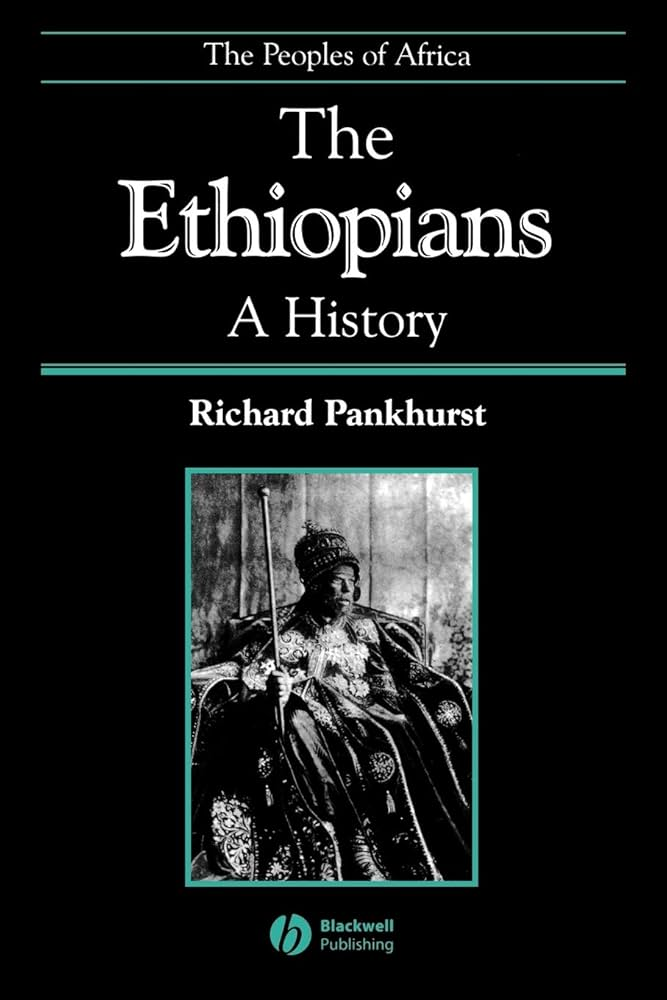 The Peoples of Africa
The
Ethiopians
A History
Richard Pankhurst
Blackwell
Publishing